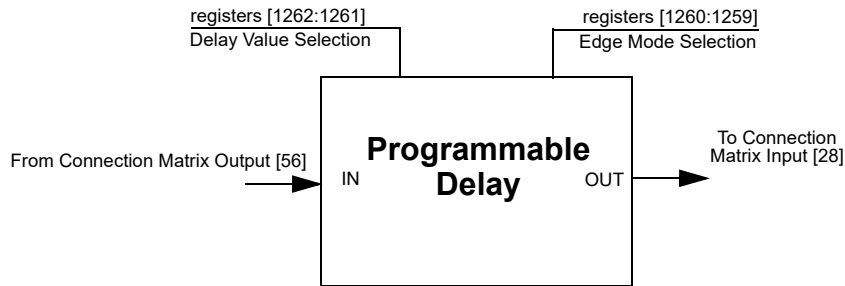 registers [1262:1261]
Delay Value Selection
registers [1260:1259]
Edge Mode Selection
From Connection Matrix Output [56]
IN
Programmable
Delay
OUT
To Connection
Matrix Input [28]